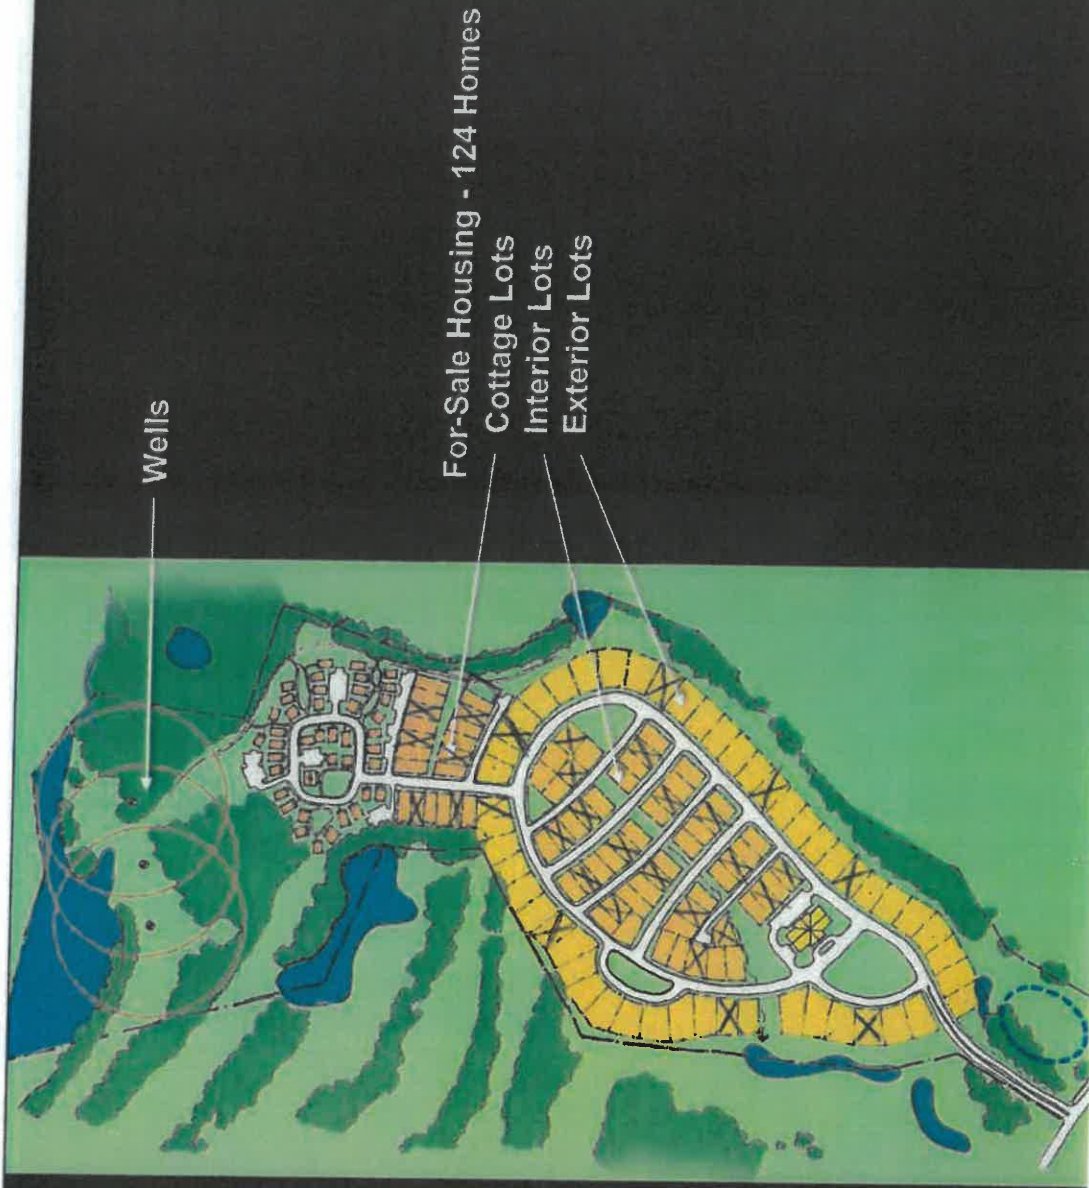 Wells
For-Sale Housing - 124 Homes
Cottage Lots
Interior Lots
Exterior Lots